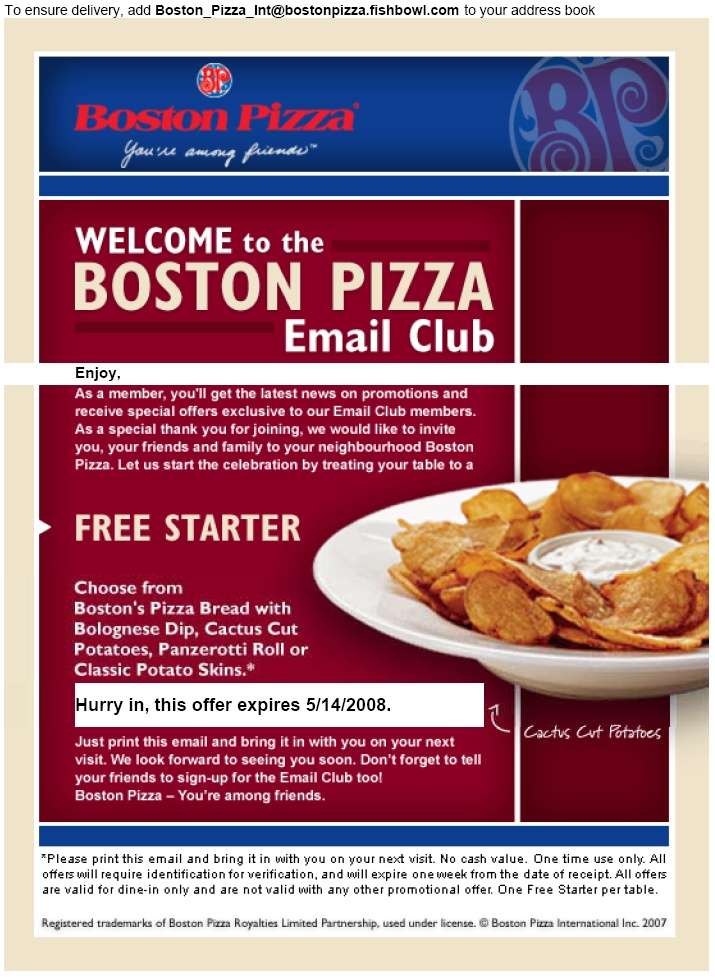 To ensure delivery, add Boston_Pizza_Int@bostonpizza.fishbowl.com to your address book
BP
Boston Pizza®
You're among friends™
BP
WELCOME to the
BOSTON PIZZA
Email Club
Enjoy,
As a member, you'll get the latest news on promotions and
receive special offers exclusive to our Email Club members.
As a special thank you for joining, we would like to invite
you, your friends and family to your neighbourhood Boston
Pizza. Let us start the celebration by treating your table to a
FREE STARTER
Choose from
Boston's Pizza Bread with
Bolognese Dip, Cactus Cut
Potatoes, Panzerotti Roll or
Classic Potato Skins.*
Hurry in, this offer expires 5/14/2008.
Cactus Cut Potatoes
Just print this email and bring it in with you on your next
visit. We look forward to seeing you soon. Don't forget to tell
your friends to sign-up for the Email Club too!
Boston Pizza – You're among friends.
*Please print this email and bring it in with you on your next visit. No cash value. One time use only. All
offers will require identification for verification, and will expire one week from the date of receipt. All offers
are valid for dine-in only and are not valid with any other promotional offer. One Free Starter per table.
Registered trademarks of Boston Pizza Royalties Limited Partnership, used under license. © Boston Pizza International Inc. 2007